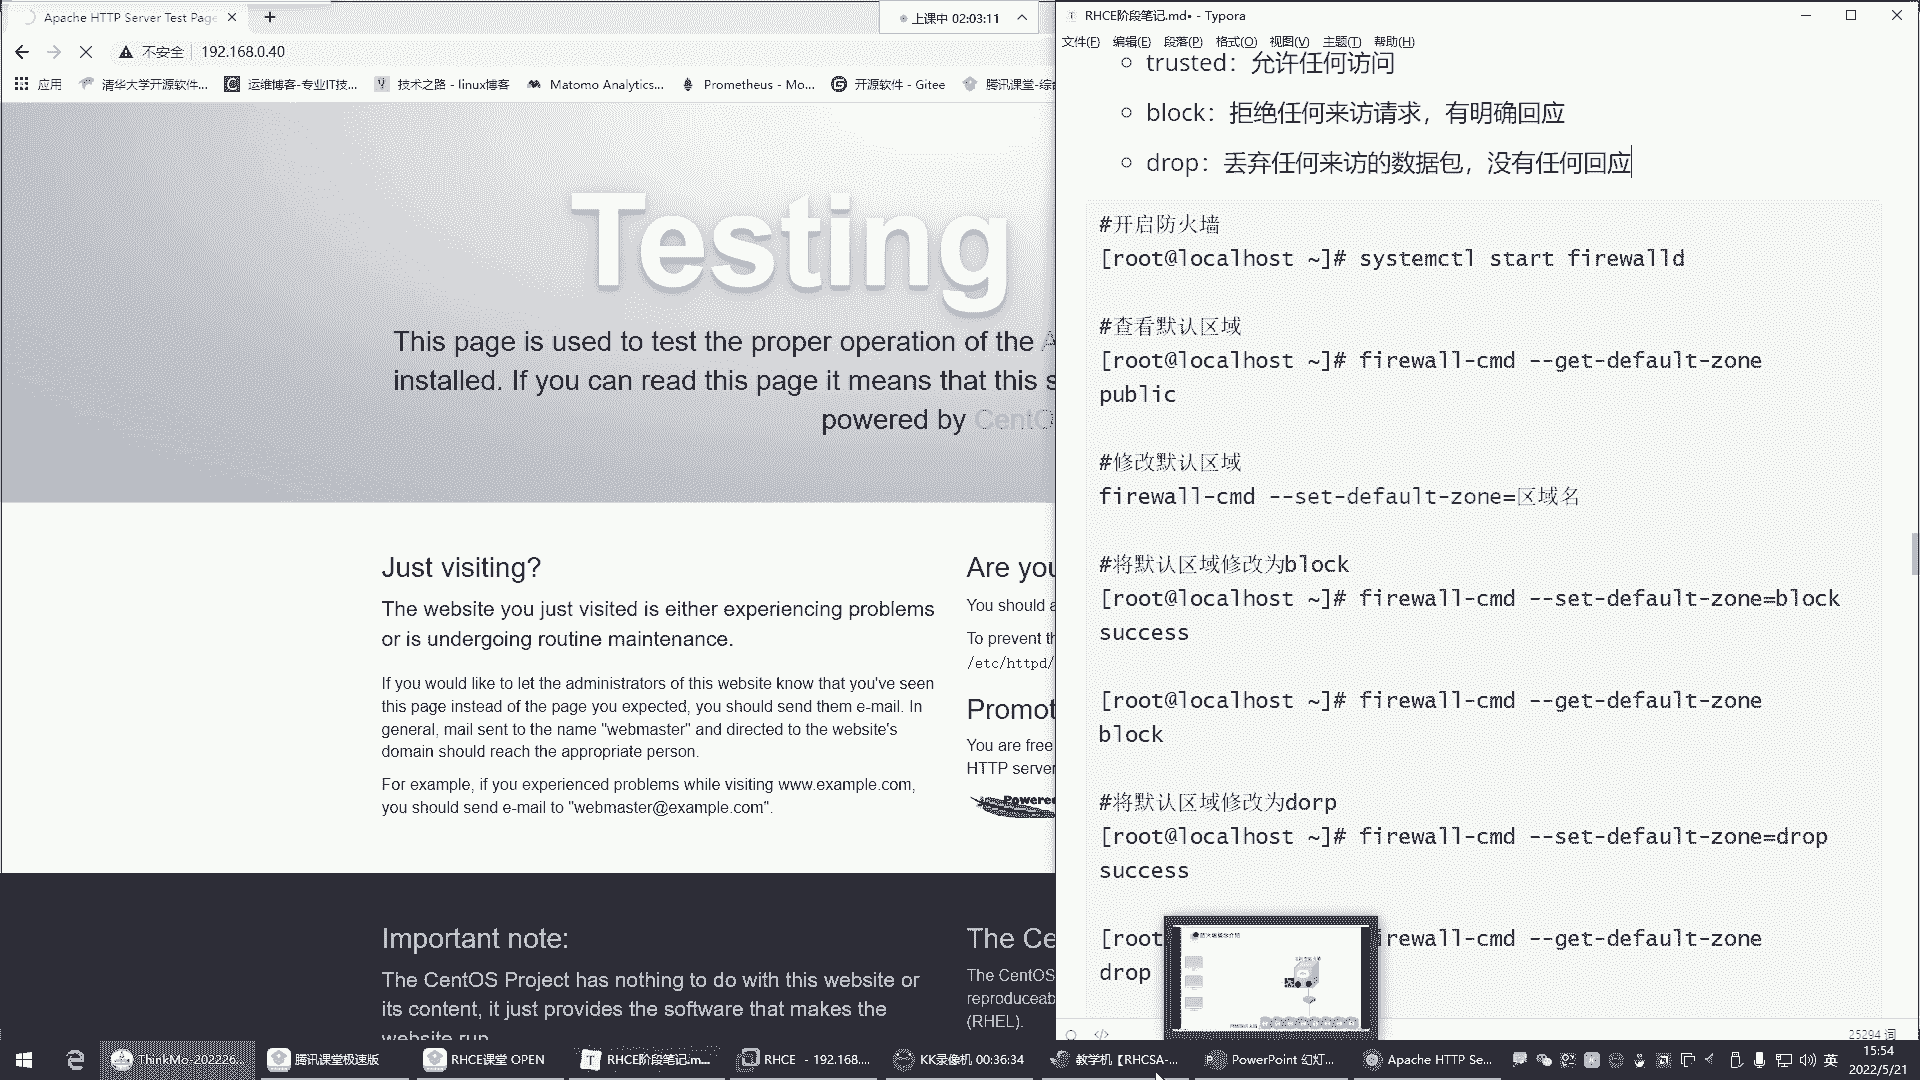 Apache HTTP Server Test Page
上课中 02:03:11
不安全
192.168.0.40
应用
清华大学开源软件...
运维博客-专业IT技...
技术之路 - linux博客
Matomo Analytics...
Prometheus - Mo...
开源软件 - Gitee
腾讯课堂-综
Testing
This page is used to test the proper operation of the A
installed. If you can read this page it means that this s
powered by CentO
Just visiting?
The website you just visited is either experiencing problems
or is undergoing routine maintenance.
If you would like to let the administrators of this website know that you've seen
this page instead of the page you expected, you should send them e-mail. In
general, mail sent to the name "webmaster" and directed to the website's
domain should reach the appropriate person.
For example, if you experienced problems while visiting www.example.com,
you should send e-mail to "webmaster@example.com".
Are you
You should a
To prevent th
/etc/httpd/
Promot
You are free
HTTP server
Powered
Important note:
The CentOS Project has nothing to do with this website or
its content, it just provides the software that makes the
website run.
The Ce
The CentOS
reproduceab
(RHEL).
RHCE阶段笔记.md• - Typora
文件(F) 编辑(E) 段落(P) 格式(O) 视图(V) 主题(T) 帮助(H)
trusted：允许任何访问
block：拒绝任何来访请求，有明确回应
drop：丢弃任何来访的数据包，没有任何回应
#开启防火墙
[root@localhost ~]# systemctl start firewalld
#查看默认区域
[root@localhost ~]# firewall-cmd --get-default-zone
public
#修改默认区域
firewall-cmd --set-default-zone=区域名
#将默认区域修改为block
[root@localhost ~]# firewall-cmd --set-default-zone=block
success
[root@localhost ~]# firewall-cmd --get-default-zone
block
#将默认区域修改为dorp
[root@localhost ~]# firewall-cmd --set-default-zone=drop
success
[root
rewall-cmd --get-default-zone
drop
25294 词
ThinkMo-202226...
腾讯课堂极速版
RHCE课堂 OPEN
RHCE阶段笔记.m...
RHCE - 192.168....
KK录像机 00:36:34
教学机【RHCSA-...
PowerPoint 幻灯...
Apache HTTP Se...
英
15:54
2022/5/21